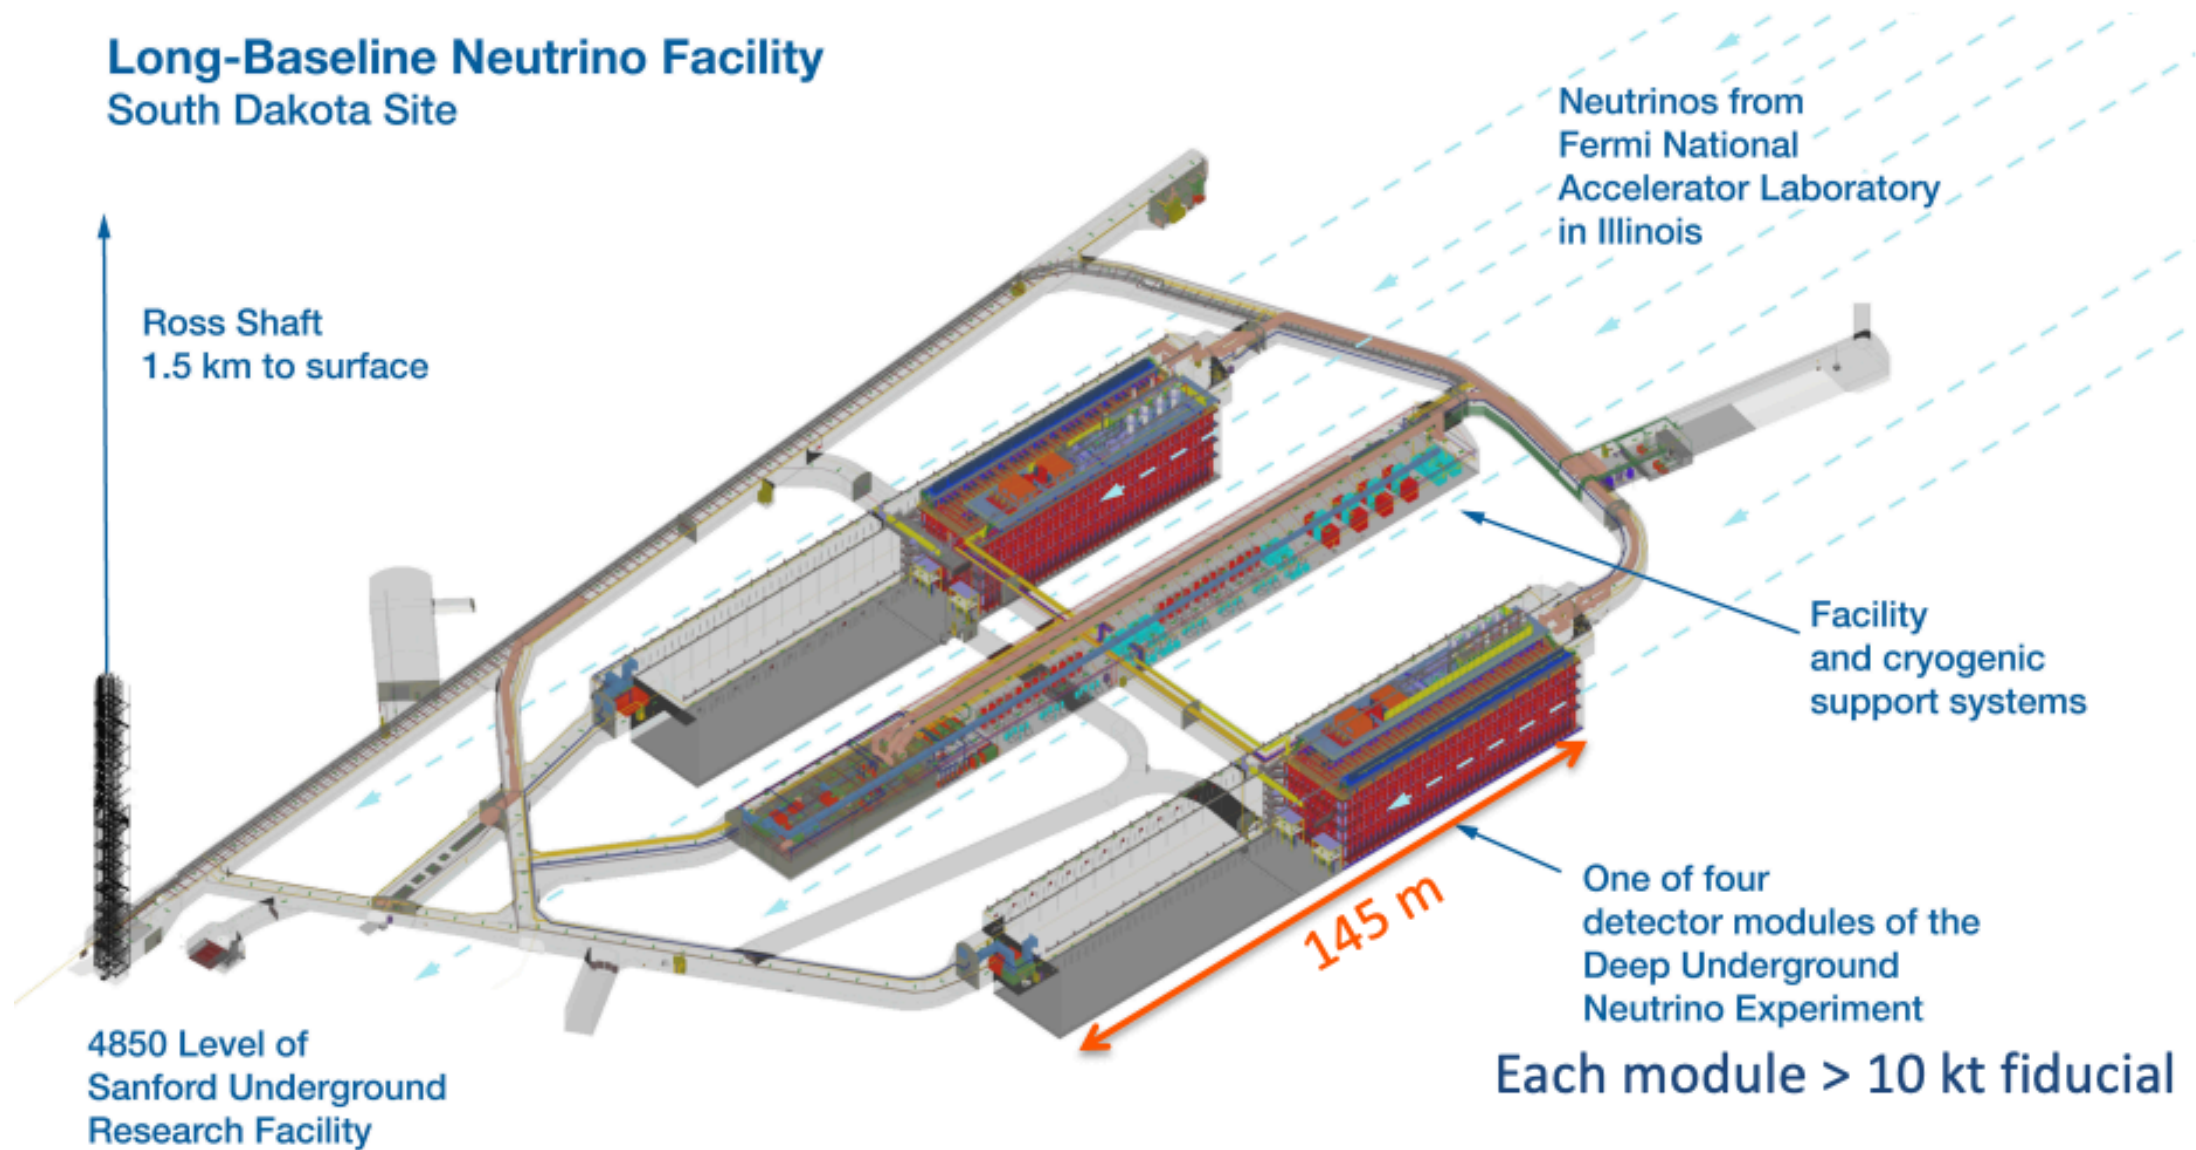 Long-Baseline Neutrino Facility
South Dakota Site
Neutrinos from
Fermi National
Accelerator Laboratory
in Illinois
Ross Shaft
1.5 km to surface
Facility
and cryogenic
support systems
145 m
One of four
detector modules of the
Deep Underground
Neutrino Experiment
Each module > 10 kt fiducial
4850 Level of
Sanford Underground
Research Facility